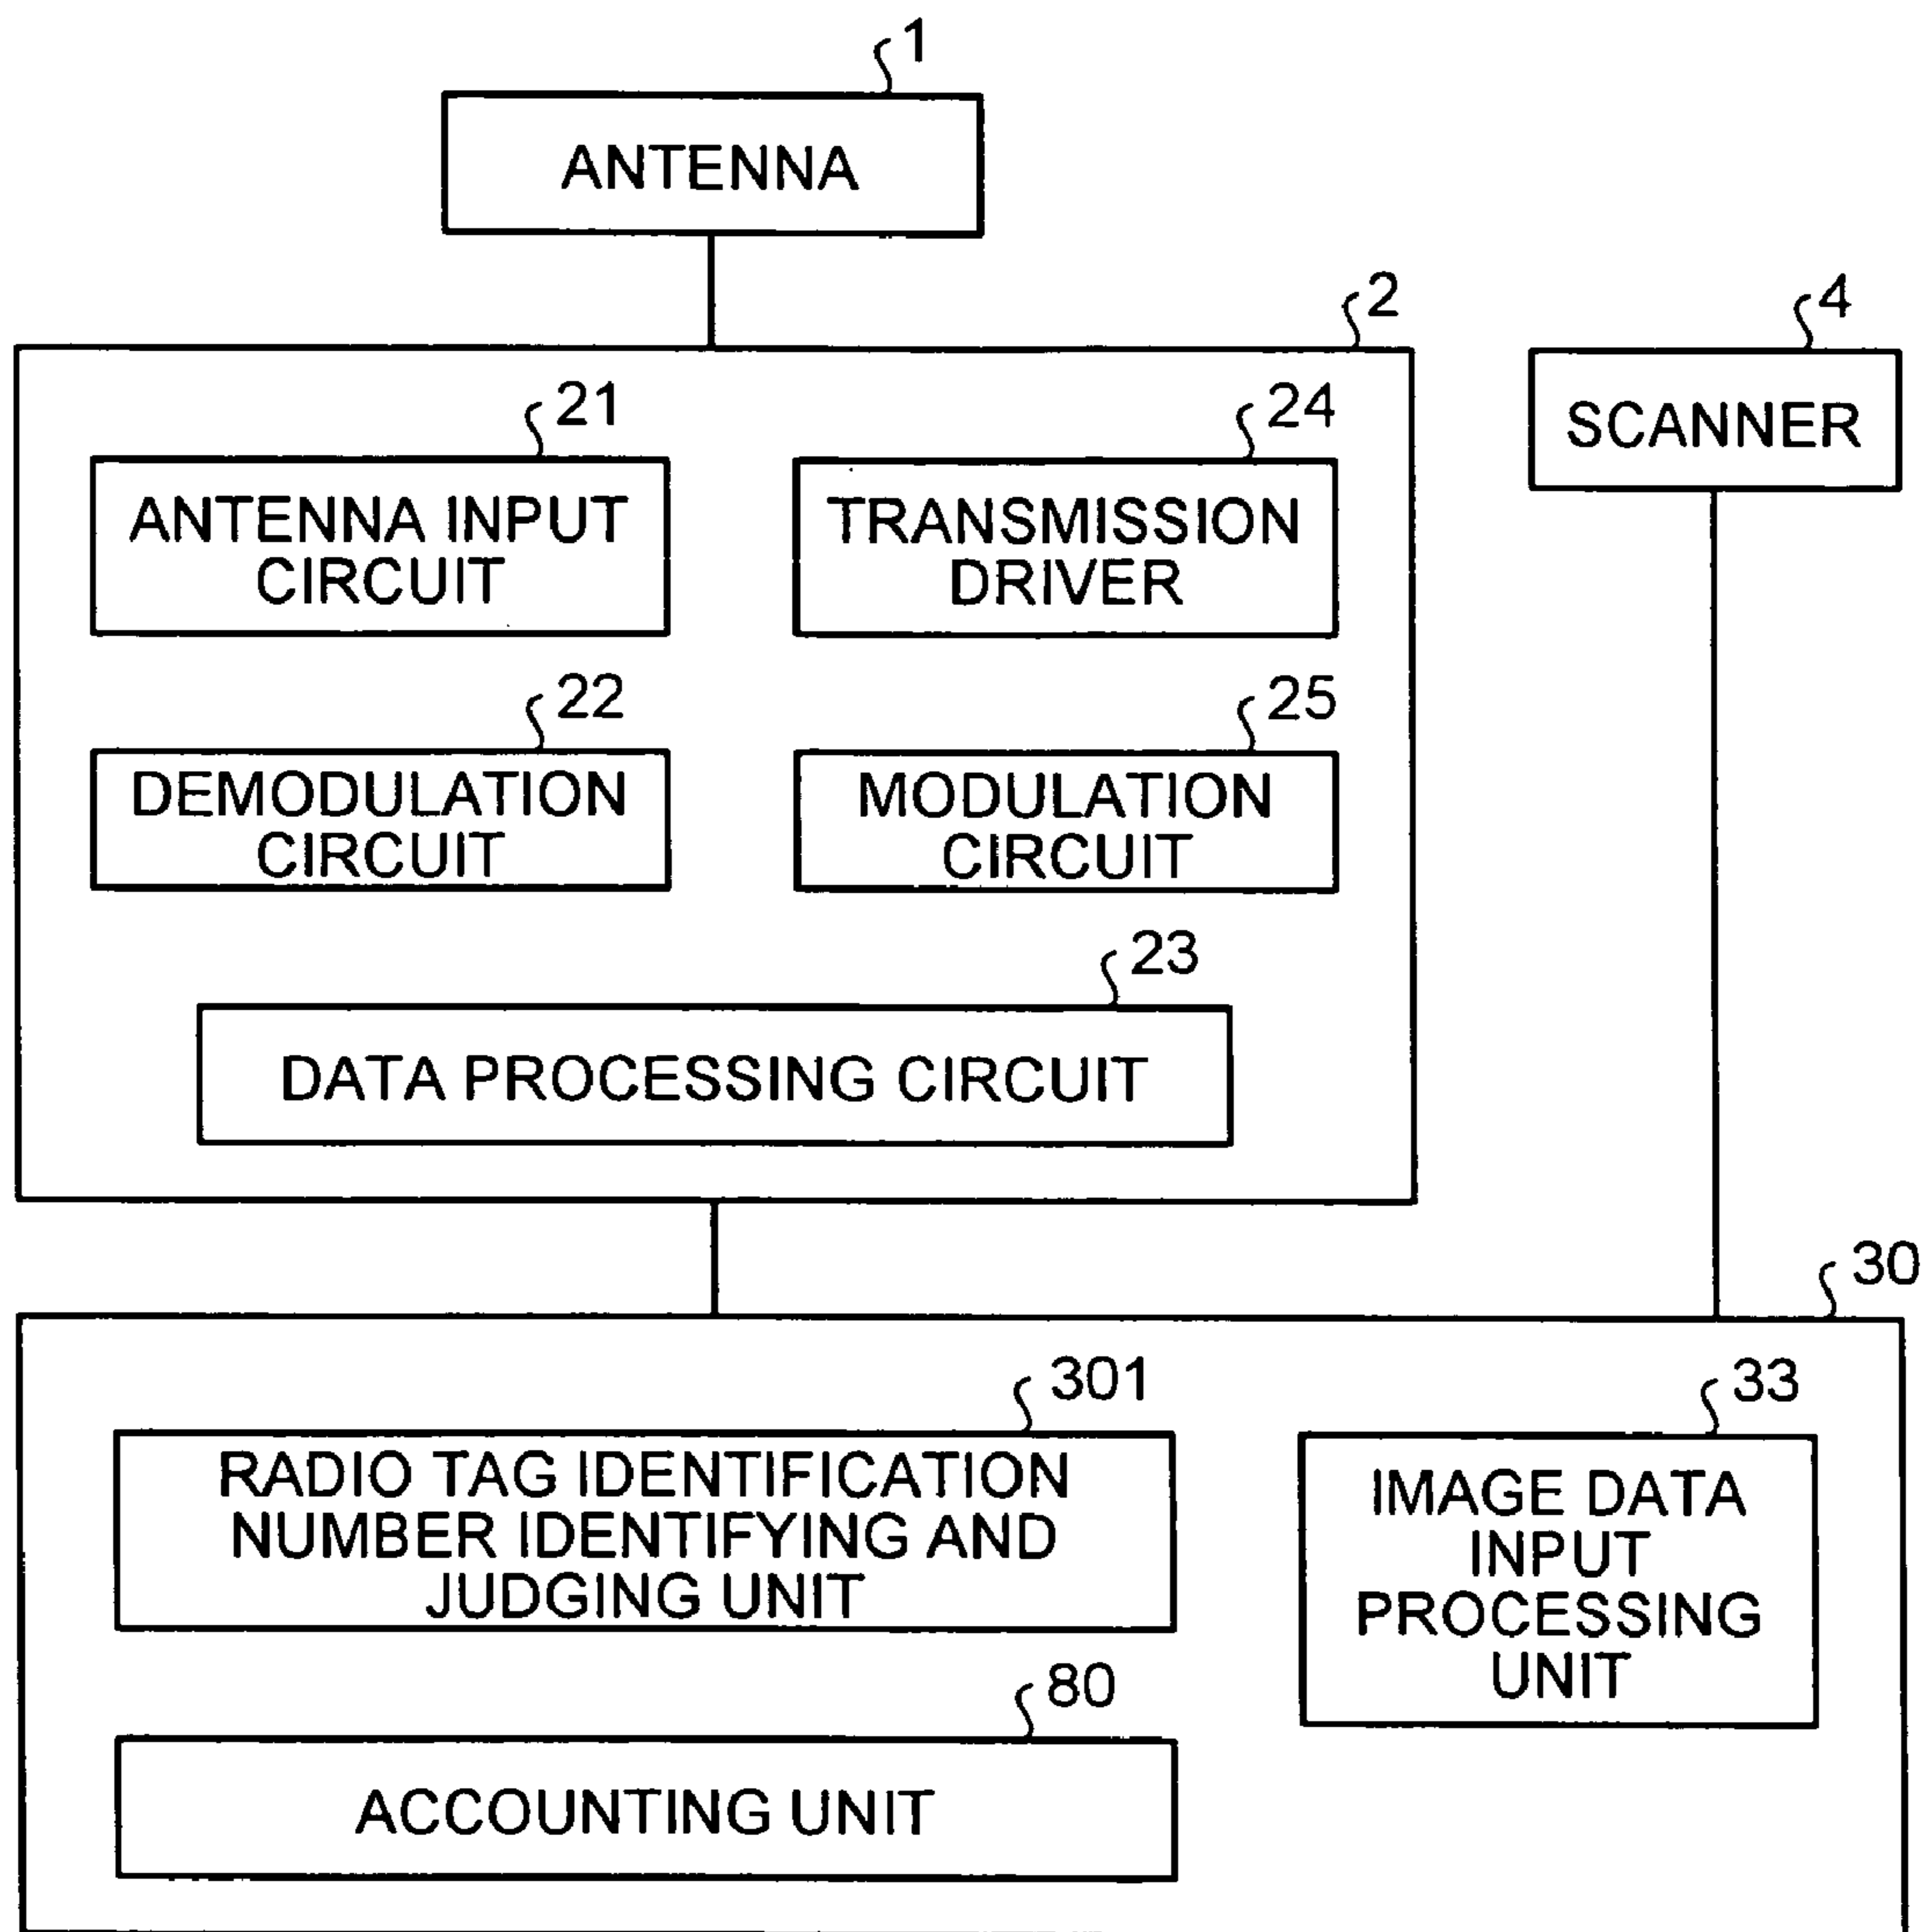 1
ANTENNA
2
4
SCANNER
21
ANTENNA INPUT
CIRCUIT
24
TRANSMISSION
DRIVER
22
DEMODULATION
CIRCUIT
25
MODULATION
CIRCUIT
23
DATA PROCESSING CIRCUIT
30
301
RADIO TAG IDENTIFICATION
NUMBER IDENTIFYING AND
JUDGING UNIT
33
IMAGE DATA
INPUT
PROCESSING
UNIT
80
ACCOUNTING UNIT